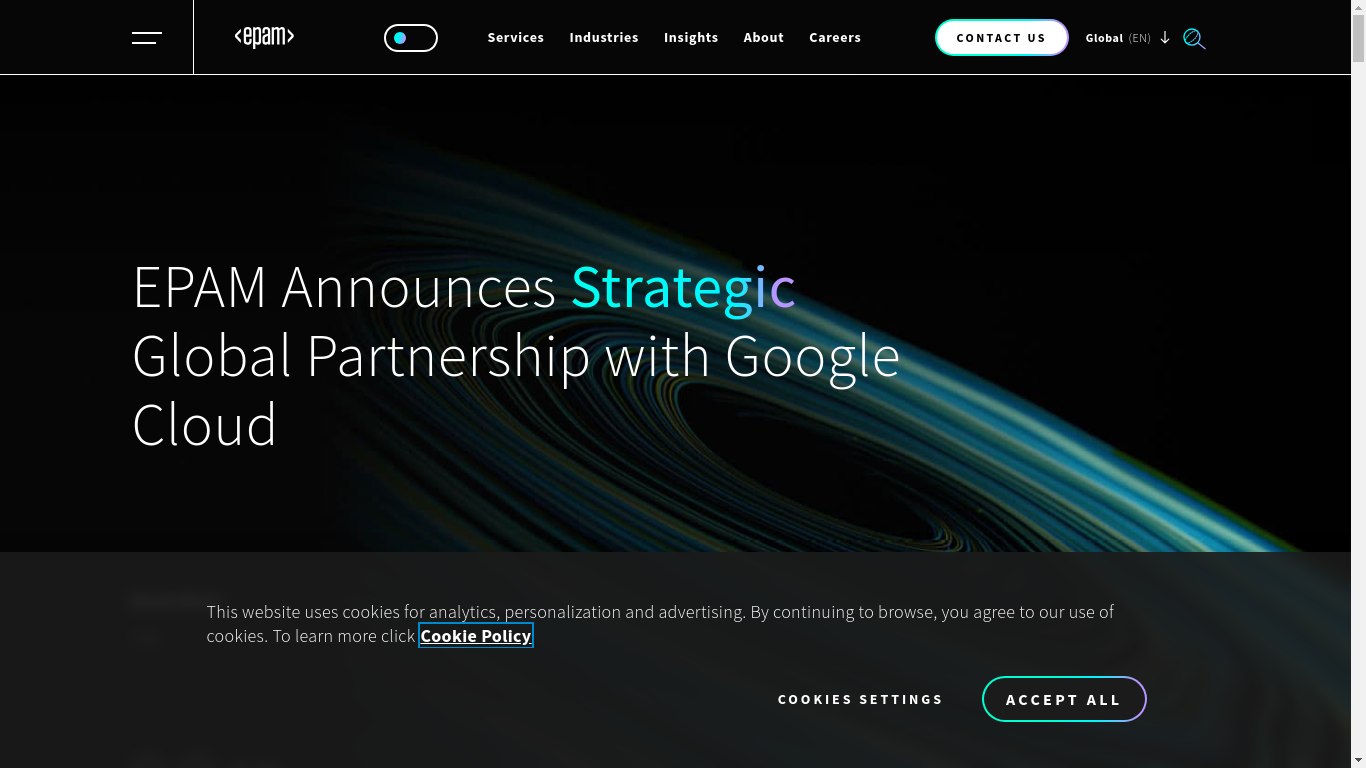 <epam>
Services
Industries
Insights
About
Careers
CONTACT US
Global (EN)
EPAM Announces Strategic
Global Partnership with Google
Cloud
This website uses cookies for analytics, personalization and advertising. By continuing to browse, you agree to our use of
cookies. To learn more click Cookie Policy
COOKIES SETTINGS
ACCEPT ALL